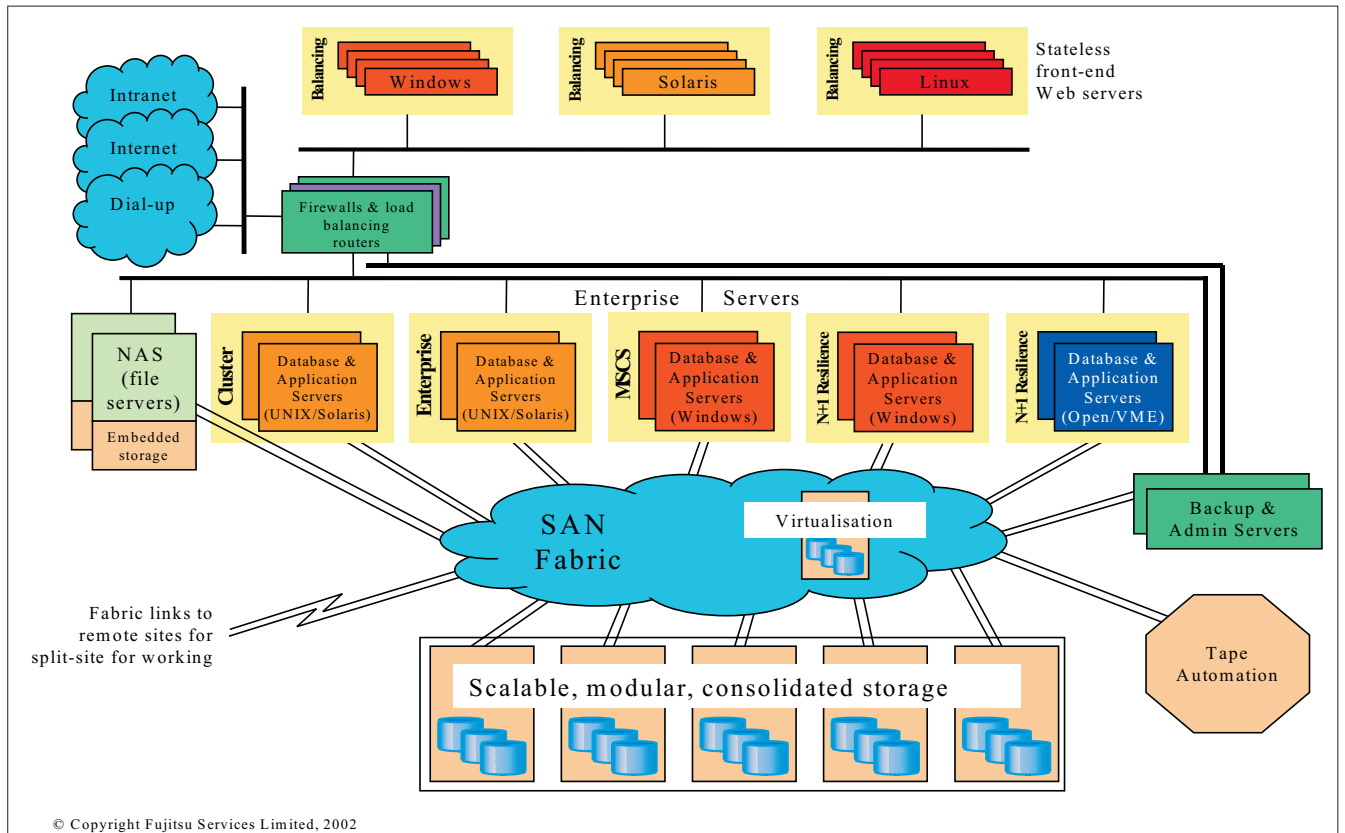 Balancing
Windows
Balancing
Solaris
Balancing
Linux
Stateless
front-end
Web servers
Intranet
Internet
Dial-up
Firewalls & load
balancing
routers
Enterprise Servers
NAS
(file
servers)
Embedded
storage
Cluster
Database &
Application
Servers
(UNIX/Solaris)
Enterprise
Database &
Application
Servers
(UNIX/Solaris)
MSCS
Database &
Application
Servers
(Windows)
N+1 Resilience
Database &
Application
Servers
(Windows)
N+1 Resilience
Database &
Application
Servers
(Open/VME)
SAN
Fabric
Virtualisation
Backup &
Admin Servers
Fabric links to
remote sites for
split-site for working
Scalable, modular, consolidated storage
Tape
Automation
© Copyright Fujitsu Services Limited, 2002